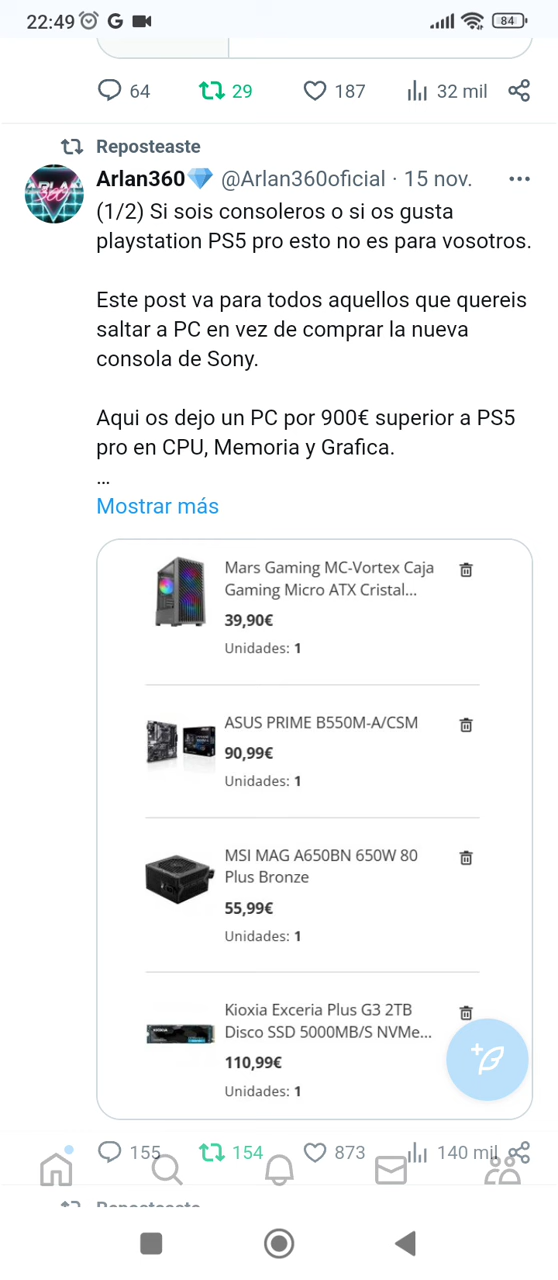 22:49 G 84
64 29 187 32 mil
Reposteaste
Arlan360 @Arlan360oficial · 15 nov. ...
(1/2) Si sois consoleros o si os gusta
playstation PS5 pro esto no es para vosotros.
Este post va para todos aquellos que quereis
saltar a PC en vez de comprar la nueva
consola de Sony.
Aqui os dejo un PC por 900€ superior a PS5
pro en CPU, Memoria y Grafica.
...
Mostrar más
Mars Gaming MC-Vortex Caja
Gaming Micro ATX Cristal...
39,90€
Unidades: 1
ASUS PRIME B550M-A/CSM
90,99€
Unidades: 1
MSI MAG A650BN 650W 80
Plus Bronze
55,99€
Unidades: 1
KIOXIA
Kioxia Exceria Plus G3 2TB
Disco SSD 5000MB/S NVMe...
110,99€
Unidades: 1
155 154 873 140 mil
Reposteaste